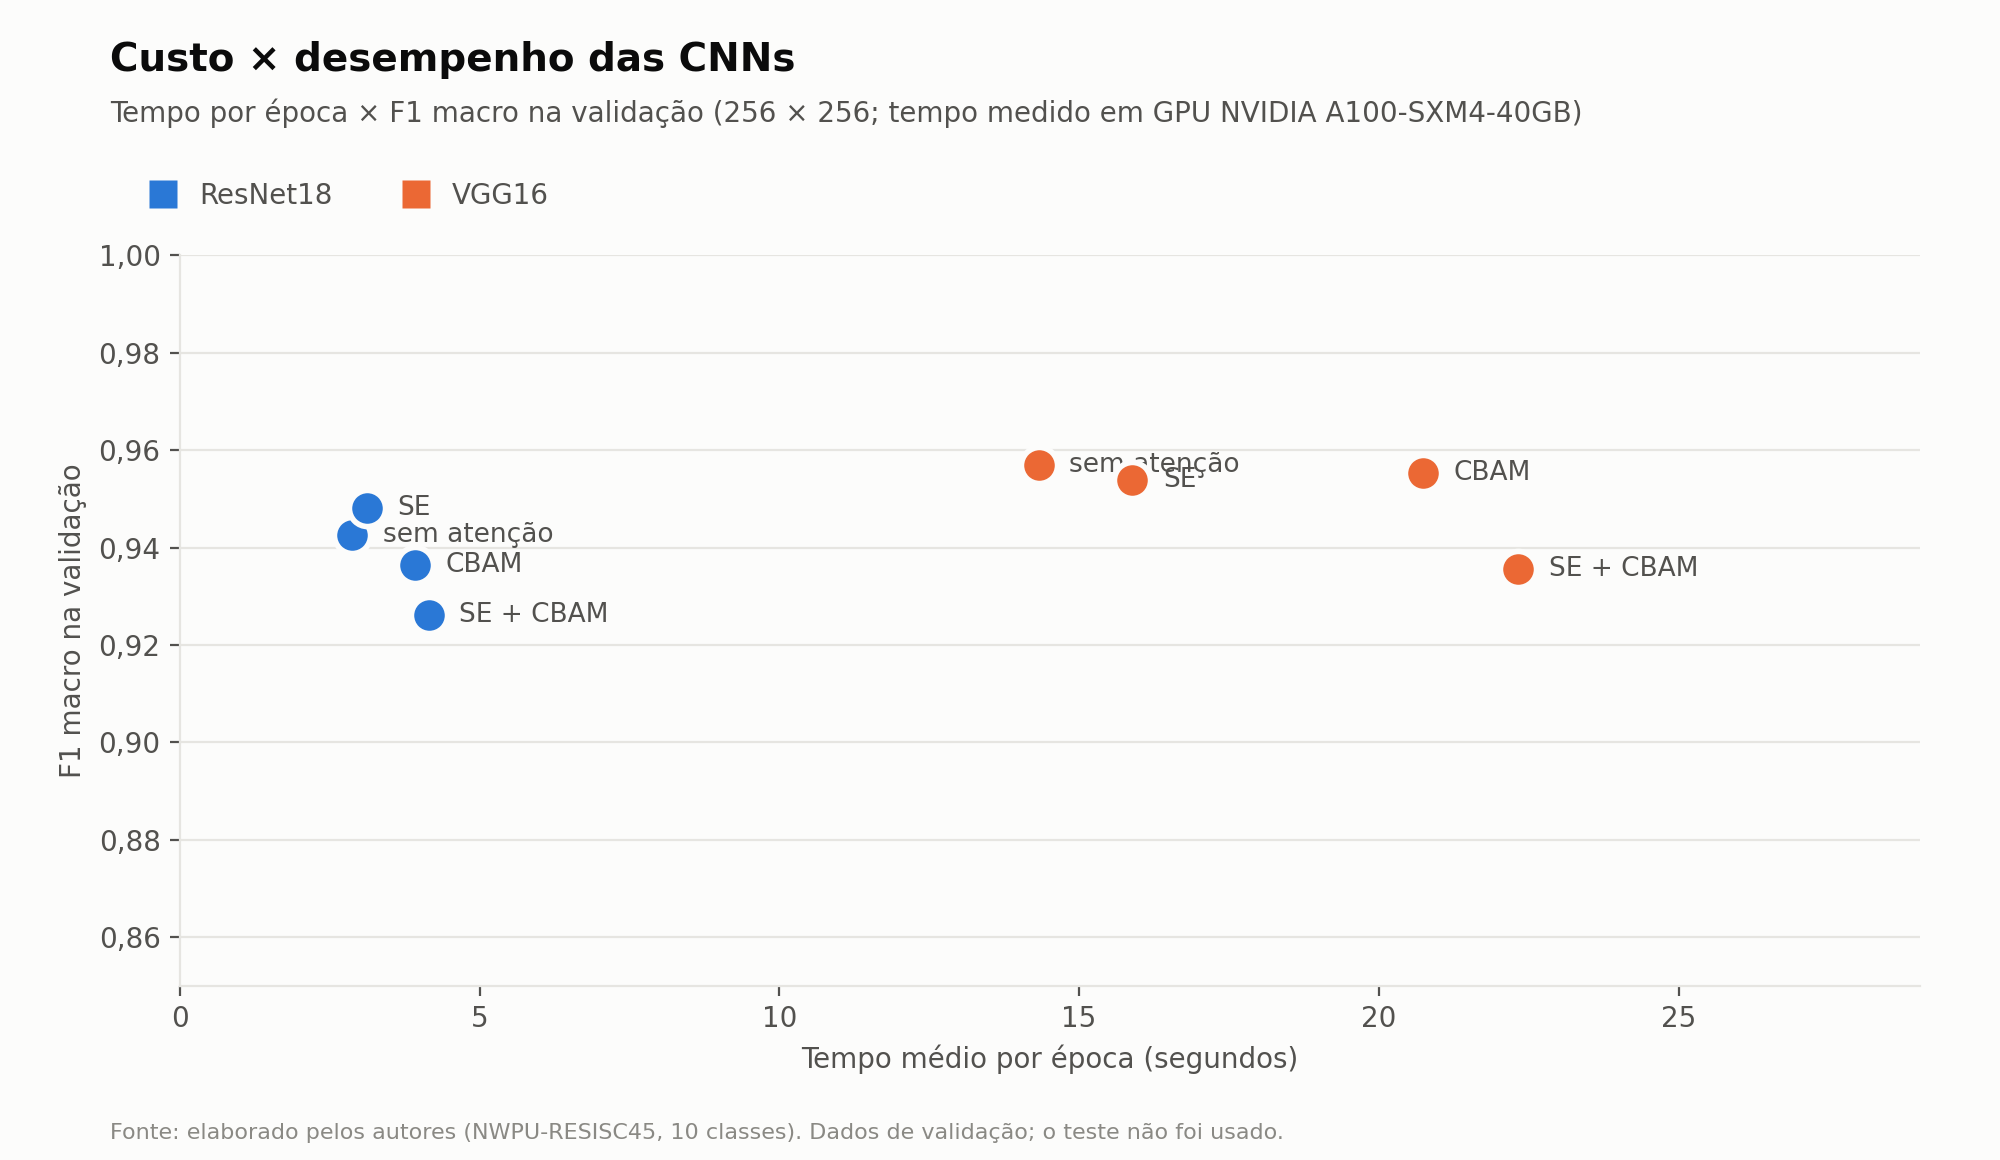 Custo × desempenho das CNNs
Tempo por época × F1 macro na validação (256 × 256; tempo medido em GPU NVIDIA A100-SXM4-40GB)
ResNet18 VGG16
1,00
0,98
0,96
0,94
0,92
0,90
0,88
0,86
F1 macro na validação
sem atenção
SE
CBAM
SE
sem atenção
CBAM
SE + CBAM
SE + CBAM
0 5 10 15 20 25
Tempo médio por época (segundos)
Fonte: elaborado pelos autores (NWPU-RESISC45, 10 classes). Dados de validação; o teste não foi usado.